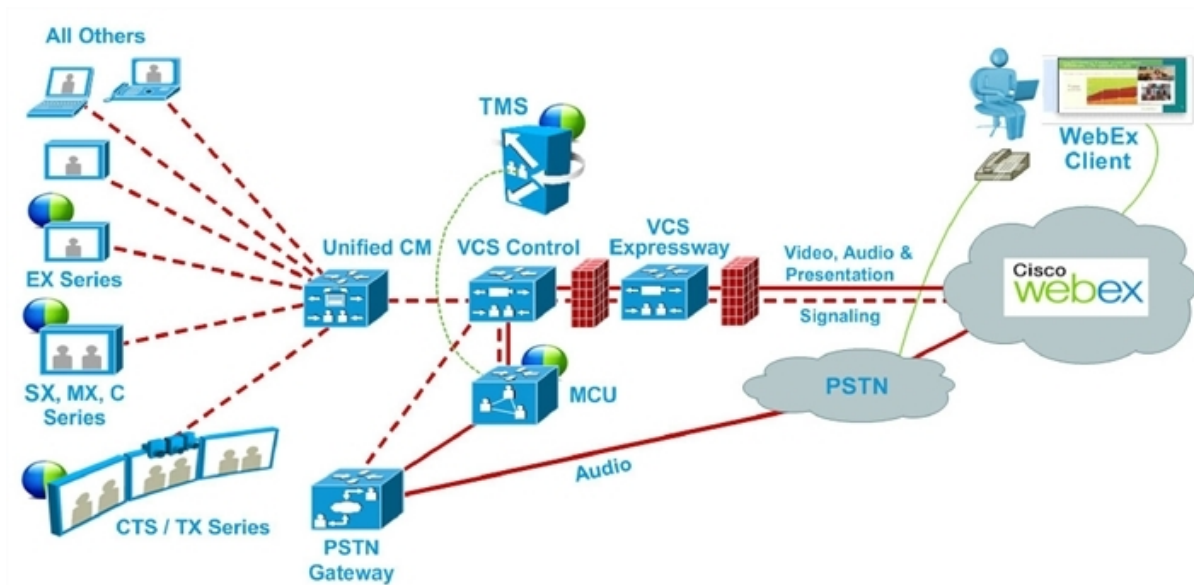 All Others
TMS
WebEx
Client
EX Series
Unified CM
VCS Control
VCS
Expressway
Video, Audio &
Presentation
Signaling
Cisco
webex
SX, MX, C
Series
MCU
PSTN
Audio
CTS / TX Series
PSTN
Gateway